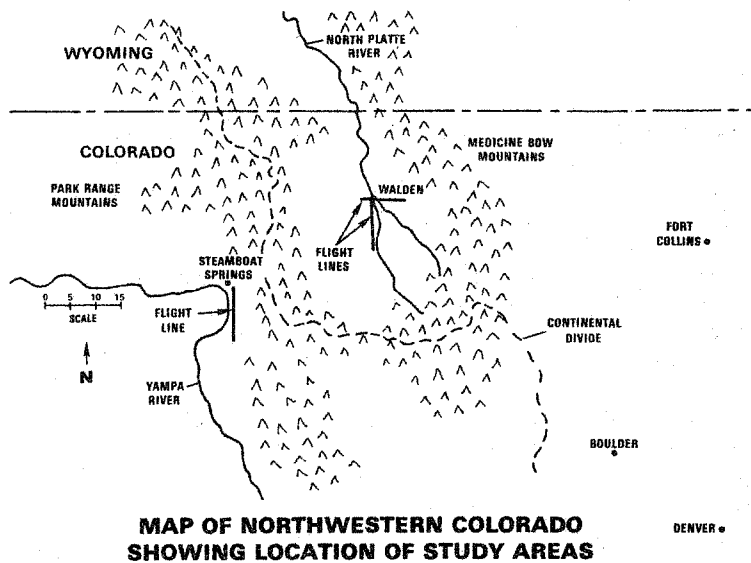 NORTH PLATTE
RIVER
WYOMING
COLORADO
MEDICINE BOW
MOUNTAINS
PARK RANGE
MOUNTAINS
WALDEN
FORT
COLLINS
FLIGHT
LINES
STEAMBOAT
SPRINGS
0 5 10 15
SCALE
FLIGHT
LINE
CONTINENTAL
DIVIDE
N
YAMPA
RIVER
BOULDER
DENVER
MAP OF NORTHWESTERN COLORADO
SHOWING LOCATION OF STUDY AREAS